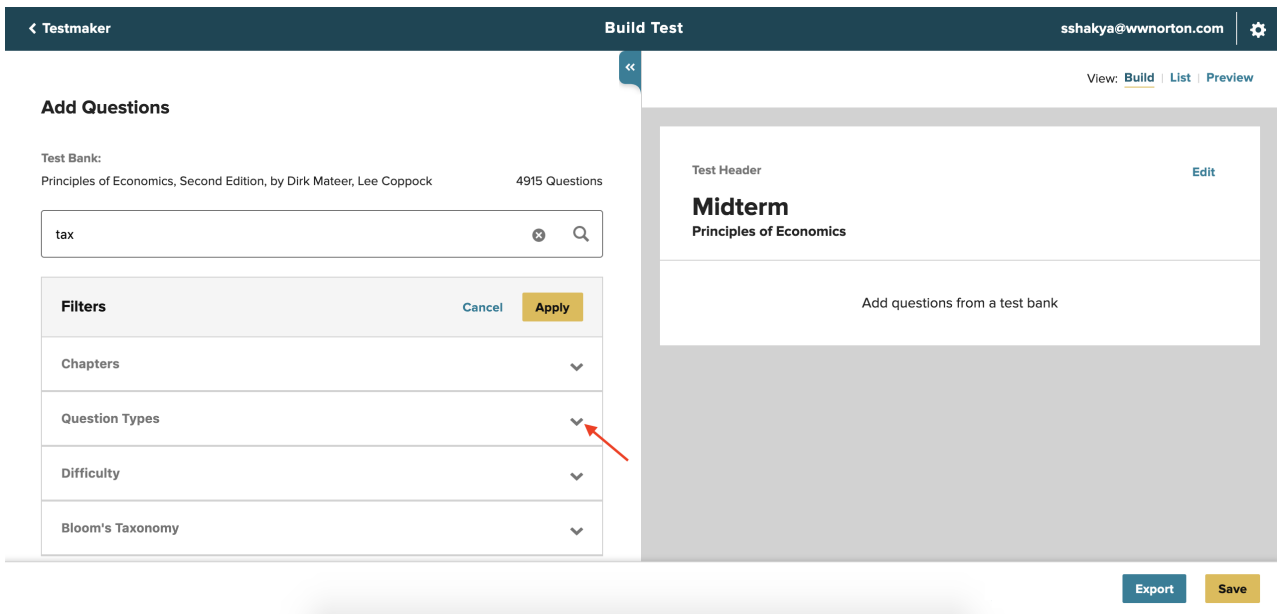 Testmaker
Build Test
sshakya@wwnorton.com
Add Questions
Test Bank:
Principles of Economics, Second Edition, by Dirk Mateer, Lee Coppock
4915 Questions
tax
Filters
Cancel
Apply
Chapters
Question Types
Difficulty
Bloom's Taxonomy
View: Build | List | Preview
Test Header
Edit
Midterm
Principles of Economics
Add questions from a test bank
Export
Save